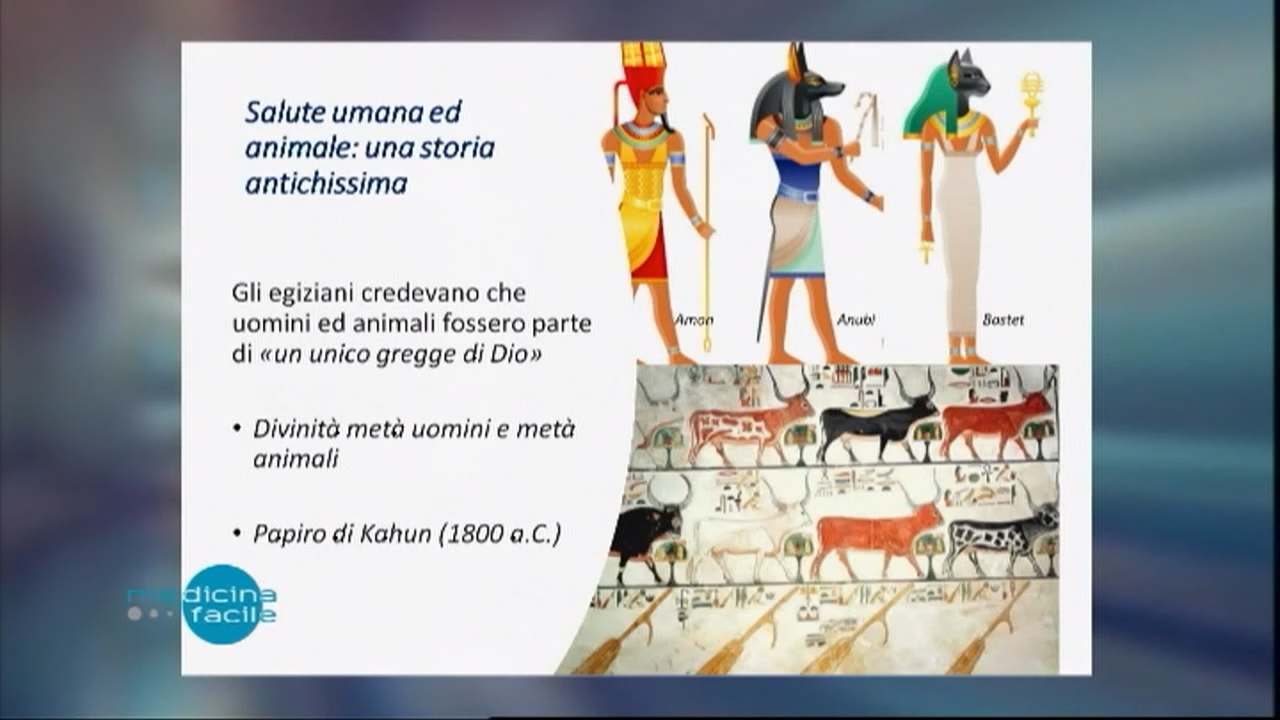 Salute umana ed
animale: una storia
antichissima
Gli egiziani credevano che
uomini ed animali fossero parte
di «un unico gregge di Dio»
• Divinità metà uomini e metà
animali
• Papiro di Kahun (1800 a.C.)
Amon
Anubi
Bastet
medicina
facile